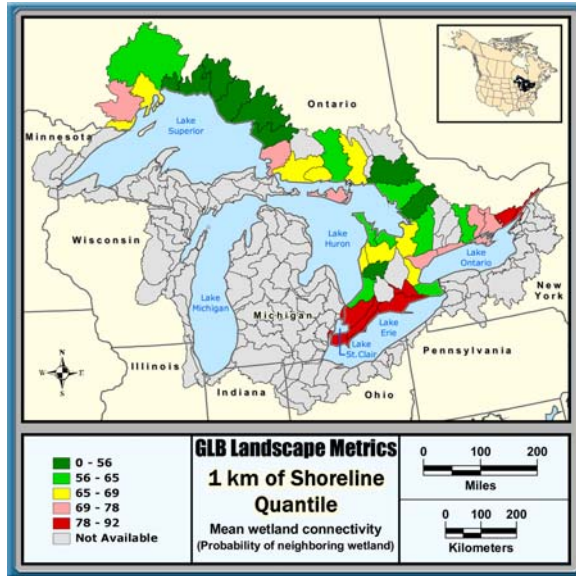 Ontario
Minnesota
Lake
Superior
Wisconsin
Lake
Huron
Lake
Ontario
New
York
Lake
Michigan
Michigan
Lake
Erie
Lake
St.Clair
Pennsylvania
Illinois
Indiana
Ohio
N
W
E
S
0 - 56
56 - 65
65 - 69
69 - 78
78 - 92
Not Available
GLB Landscape Metrics
1 km of Shoreline
Quantile
Mean wetland connectivity
(Probability of neighboring wetland)
0 100 200
Miles
0 100 200
Kilometers